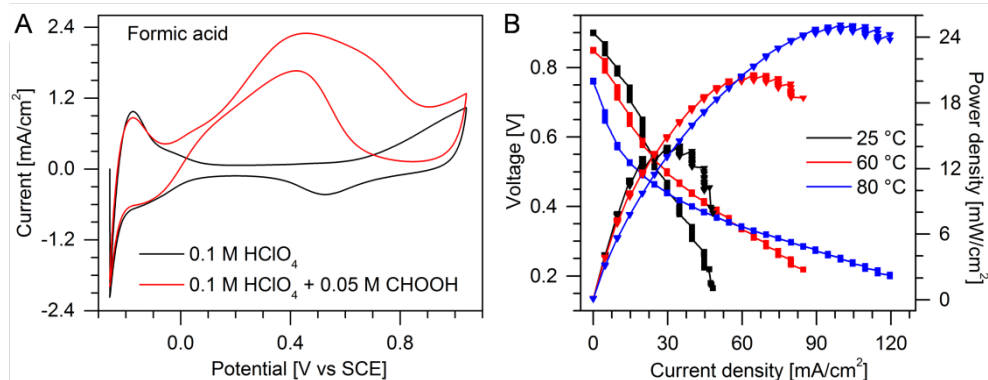 A
Formic acid
2.4
1.2
0.0
-1.2
-2.4
Current [mA/cm²]
0.1 M HClO₄
0.1 M HClO₄ + 0.05 M CHOOH
0.0 0.4 0.8
Potential [V vs SCE]
B
0.8
0.6
0.4
0.2
Voltage [V]
25 °C
60 °C
80 °C
24
18
12
6
0
Power density [mW/cm²]
0 30 60 90 120
Current density [mA/cm²]